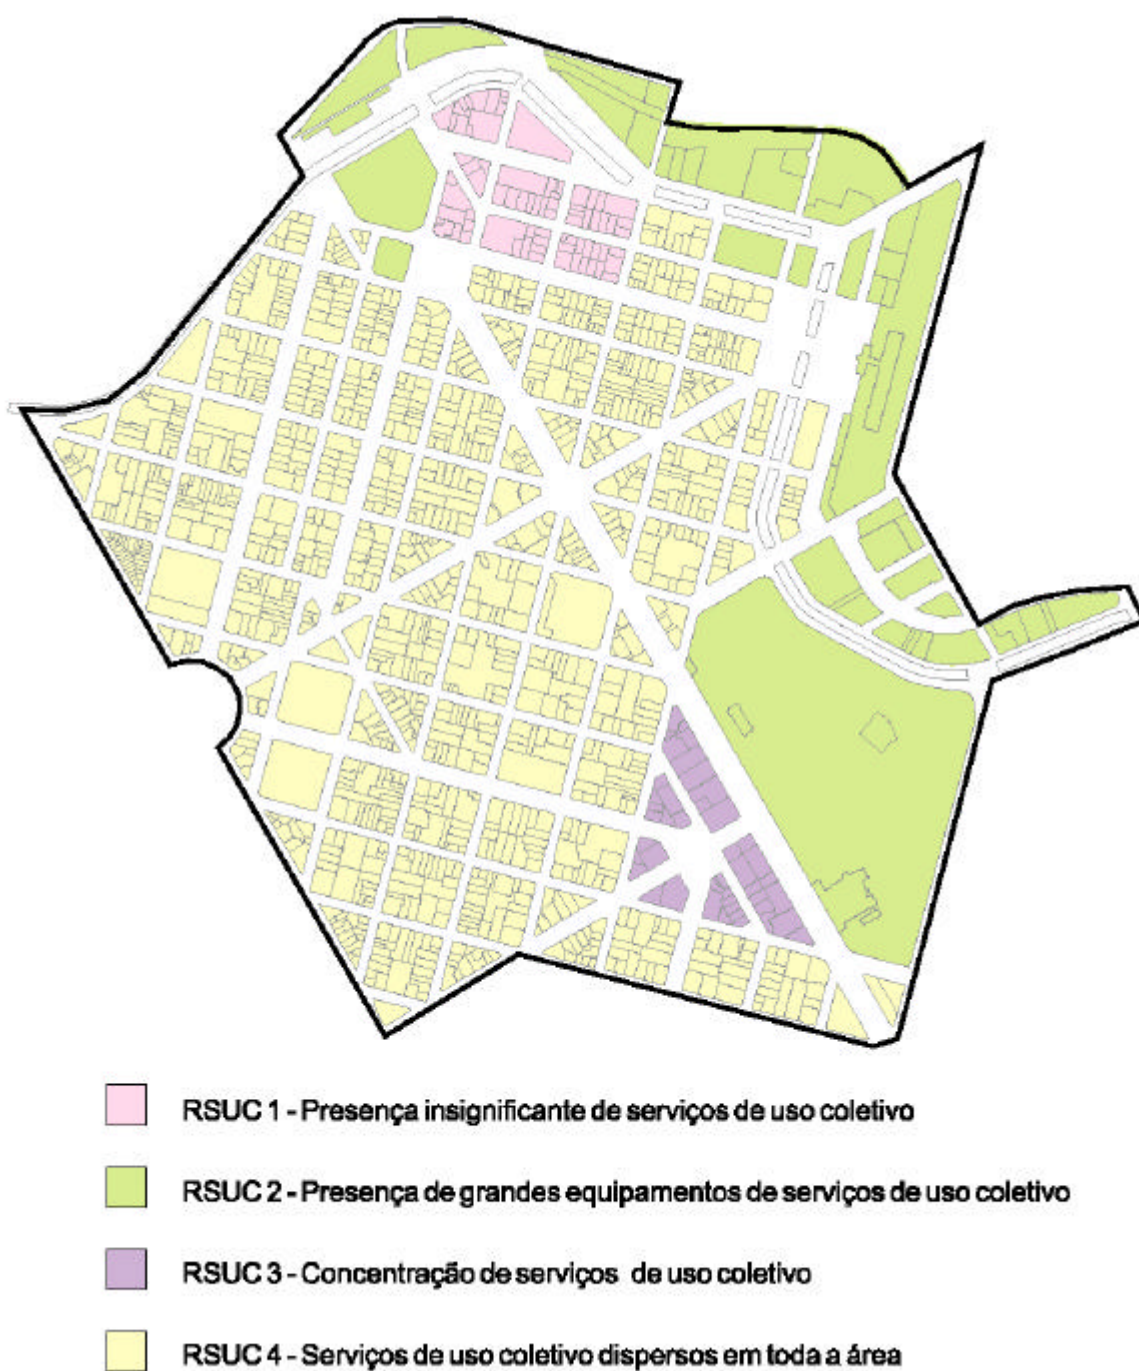 RSUC 1 - Presença insignificante de serviços de uso coletivo
RSUC 2 - Presença de grandes equipamentos de serviços de uso coletivo
RSUC 3 - Concentração de serviços de uso coletivo
RSUC 4 - Serviços de uso coletivo dispersos em toda a área